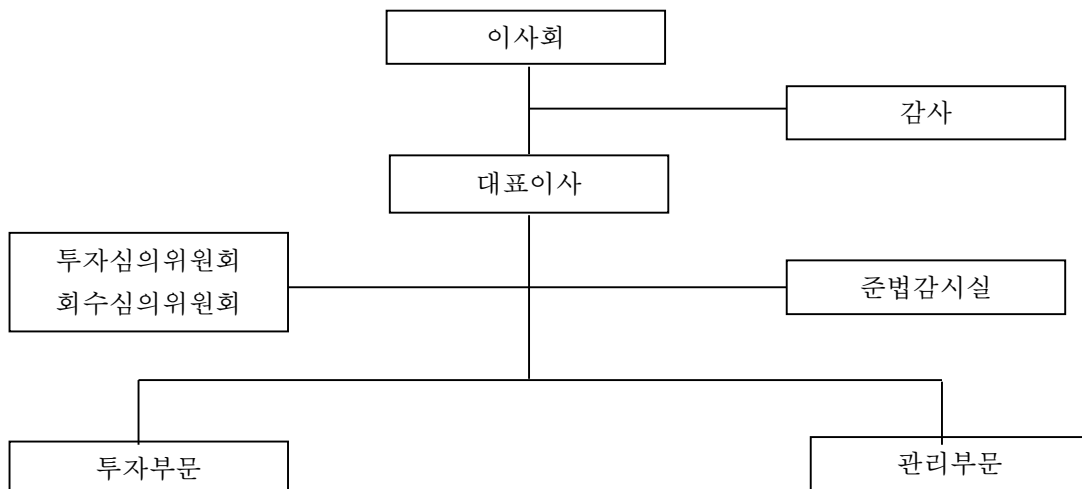 이사회
감사
대표이사
투자심의위원회
회수심의위원회
준법감시실
투자부문
관리부문